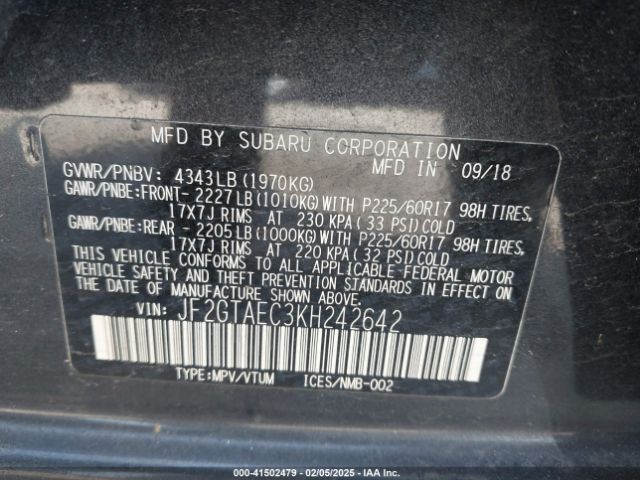 MFD BY SUBARU CORPORATION
MFD IN 09/18
GVWR/PNBV: 4343LB (1970KG)
GAWR/PNBE: FRONT- 2227LB (1010KG) WITH P225/60R17 98H TIRES,
17X7J RIMS AT 230 KPA (33 PSI) COLD
GAWR/PNBE: REAR - 2205LB (1000KG) WITH P225/60R17 98H TIRES,
17X7J RIMS AT 220 KPA (32 PSI) COLD
THIS VEHICLE CONFORMS TO ALL APPLICABLE FEDERAL MOTOR
VEHICLE SAFETY AND THEFT PREVENTION STANDARDS IN EFFECT ON
THE DATE OF MANUFACTURE SHOWN ABOVE.
VIN: JF2GTAEC3KH242642
TYPE: MPV/VTUM ICES/NMB-002
000-41502479 - 02/05/2025 - IAA Inc.